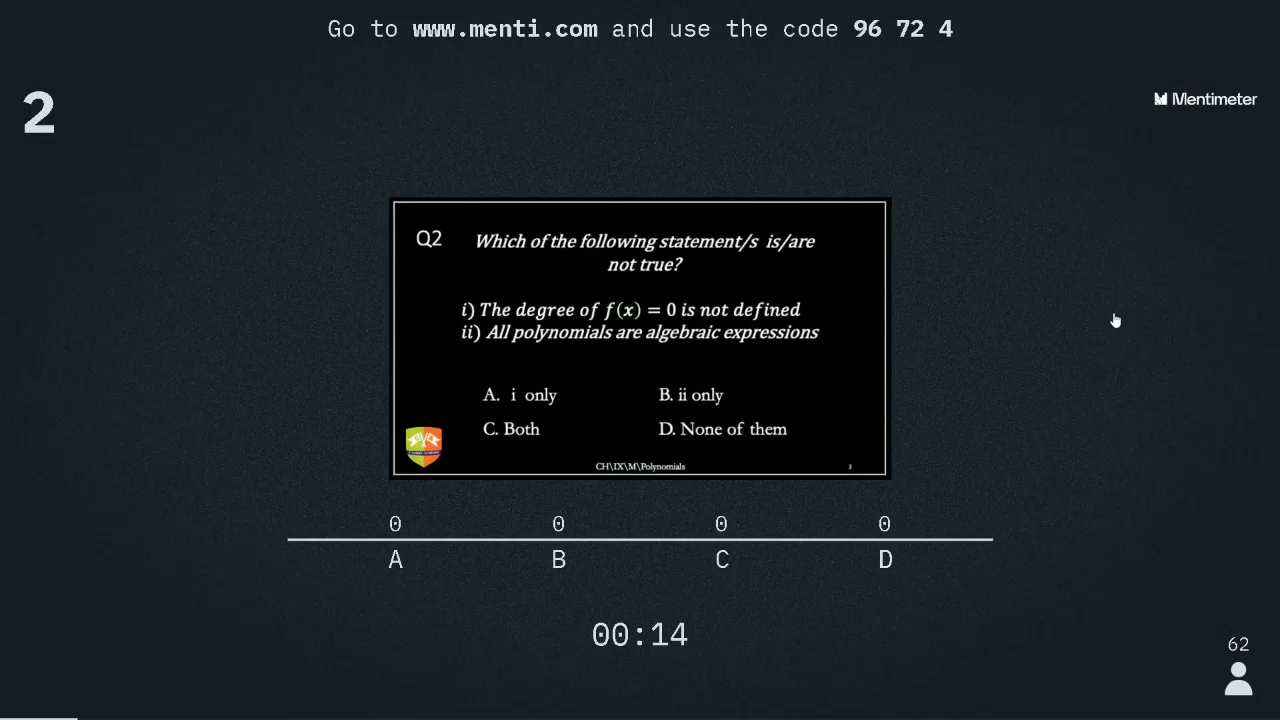 Go to www.menti.com and use the code 96 72 4
2
Mentimeter
Q2
Which of the following statement/s is/are
not true?
i) The degree of f(x) = 0 is not defined
ii) All polynomials are algebraic expressions
A. i only
B. ii only
C. Both
D. None of them
CH\IX\M\Polynomials
3
0 0 0 0
A B C D
00:14
62